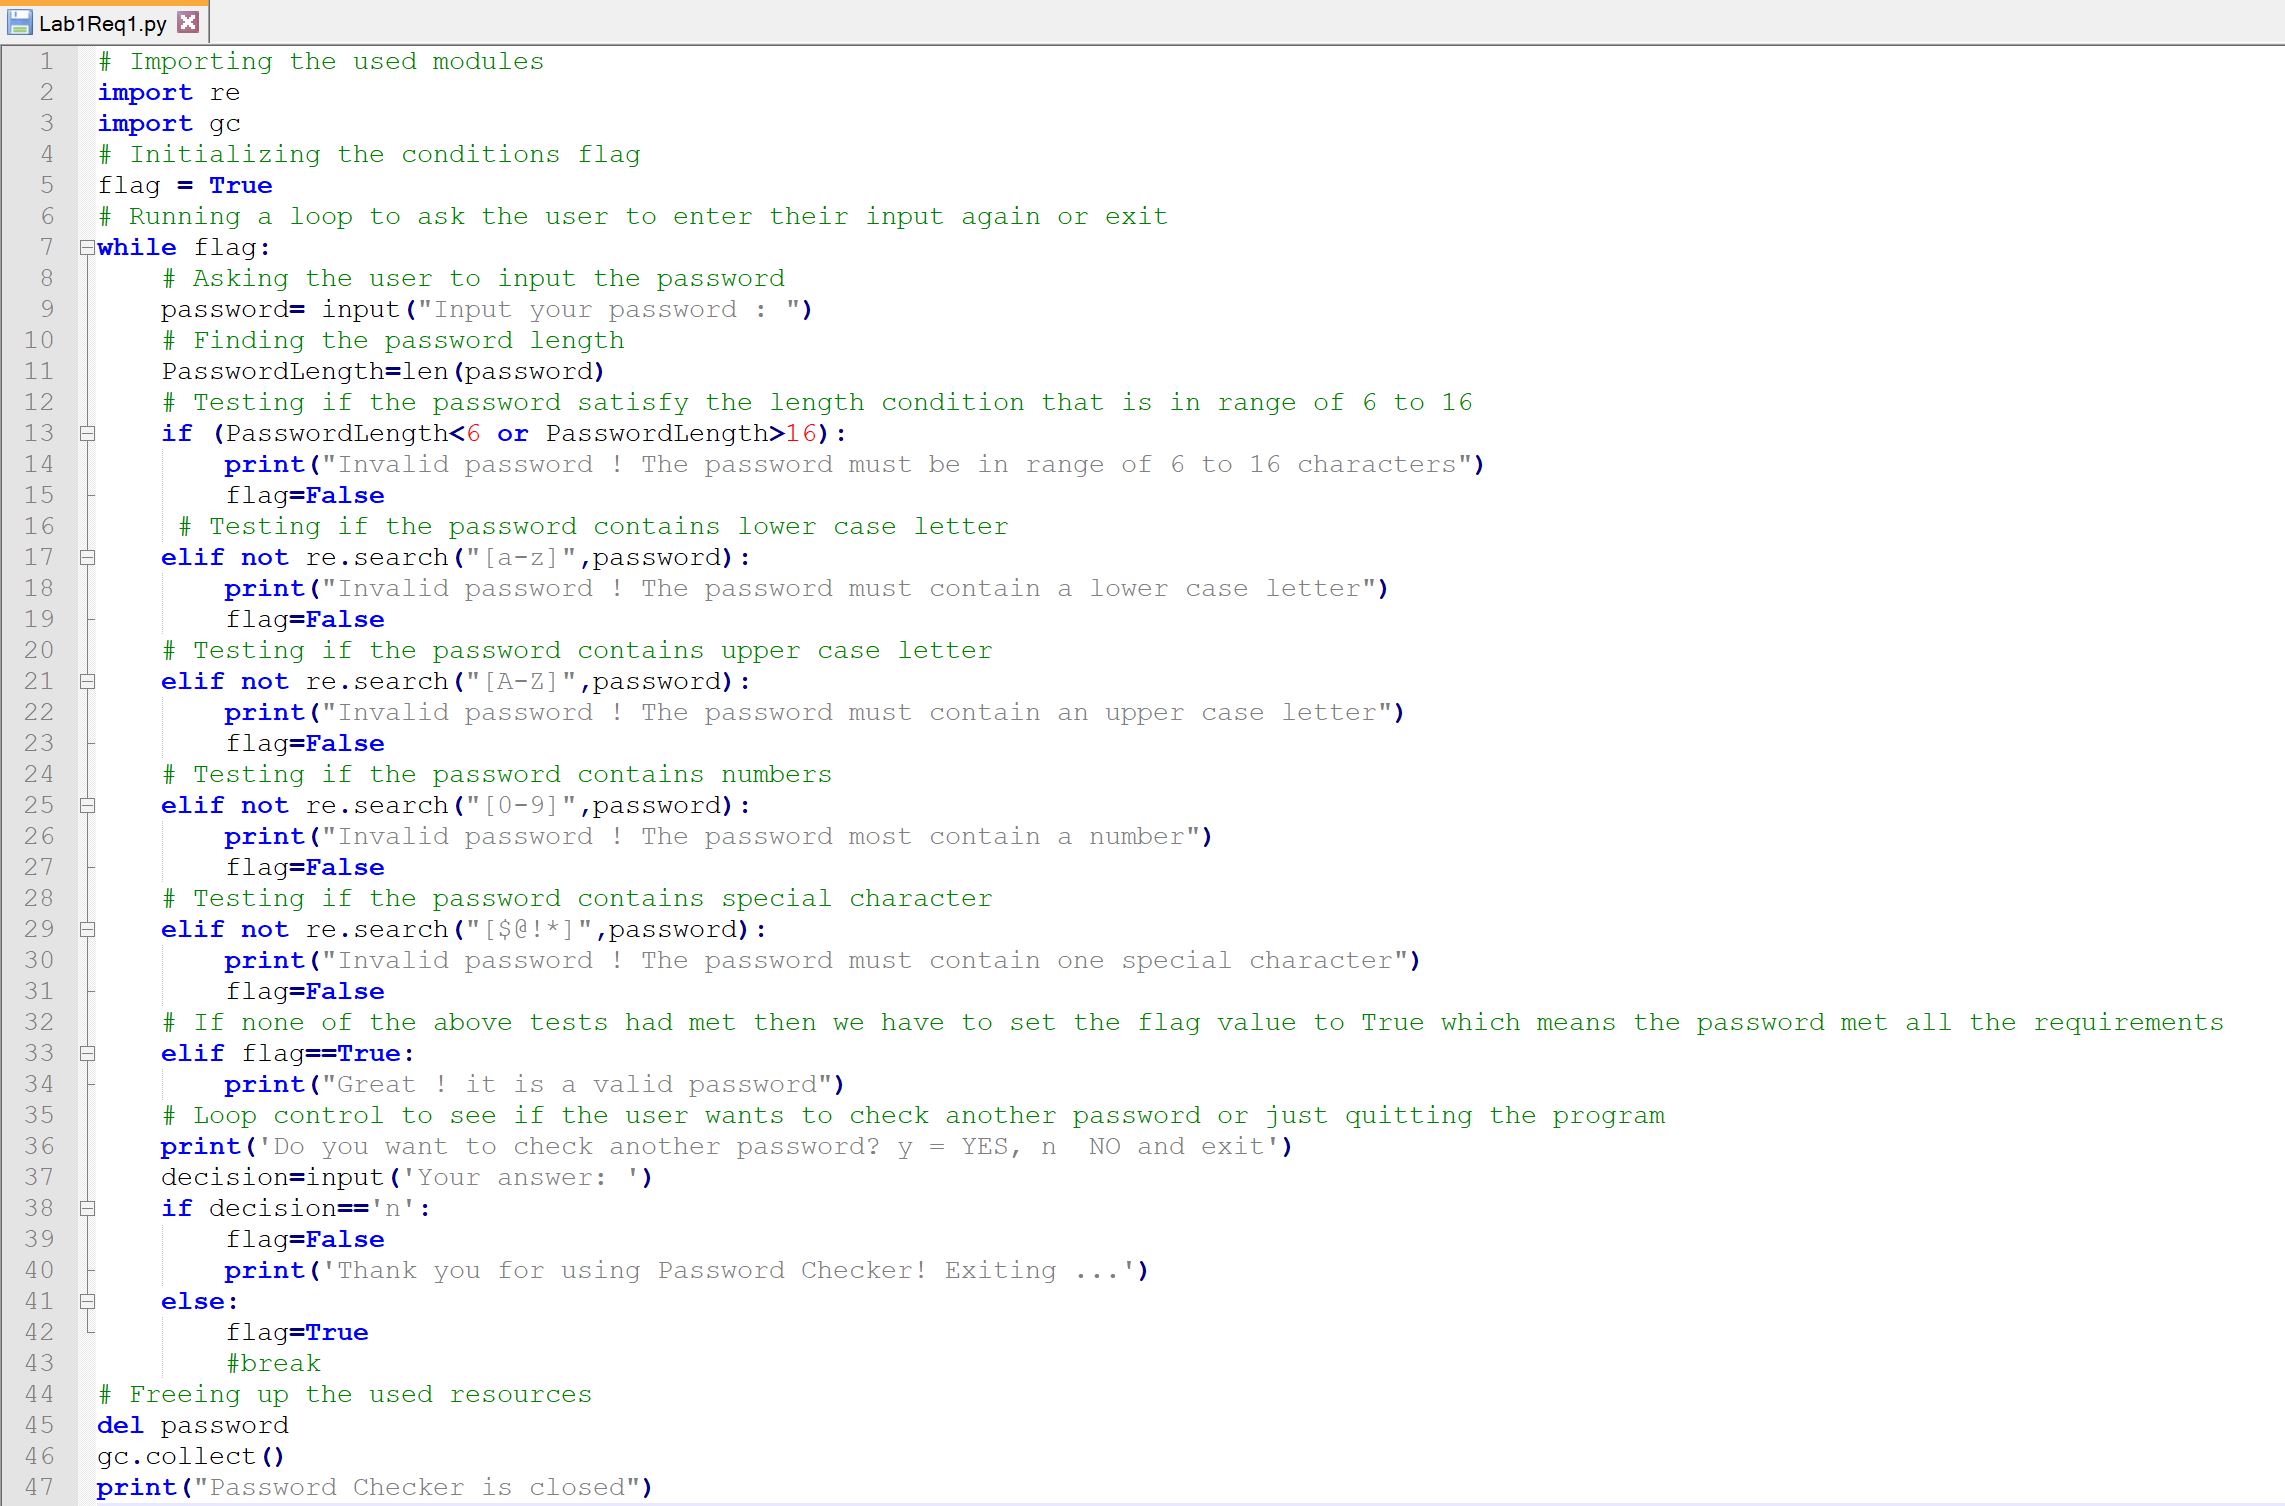 Lab1Req1.py
1 # Importing the used modules
2 import re
3 import gc
4 # Initializing the conditions flag
5 flag = True
6 # Running a loop to ask the user to enter their input again or exit
7 while flag:
8     # Asking the user to input the password
9     password= input("Input your password : ")
10     # Finding the password length
11     PasswordLength=len(password)
12     # Testing if the password satisfy the length condition that is in range of 6 to 16
13     if (PasswordLength<6 or PasswordLength>16):
14         print("Invalid password ! The password must be in range of 6 to 16 characters")
15         flag=False
16      # Testing if the password contains lower case letter
17     elif not re.search("[a-z]",password):
18         print("Invalid password ! The password must contain a lower case letter")
19         flag=False
20     # Testing if the password contains upper case letter
21     elif not re.search("[A-Z]",password):
22         print("Invalid password ! The password must contain an upper case letter")
23         flag=False
24     # Testing if the password contains numbers
25     elif not re.search("[0-9]",password):
26         print("Invalid password ! The password most contain a number")
27         flag=False
28     # Testing if the password contains special character
29     elif not re.search("[$@!*]",password):
30         print("Invalid password ! The password must contain one special character")
31         flag=False
32     # If none of the above tests had met then we have to set the flag value to True which means the password met all the requirements
33     elif flag==True:
34         print("Great ! it is a valid password")
35     # Loop control to see if the user wants to check another password or just quitting the program
36     print('Do you want to check another password? y = YES, n  NO and exit')
37     decision=input('Your answer: ')
38     if decision=='n':
39         flag=False
40         print('Thank you for using Password Checker! Exiting ...')
41     else:
42         flag=True
43         #break
44 # Freeing up the used resources
45 del password
46 gc.collect()
47 print("Password Checker is closed")